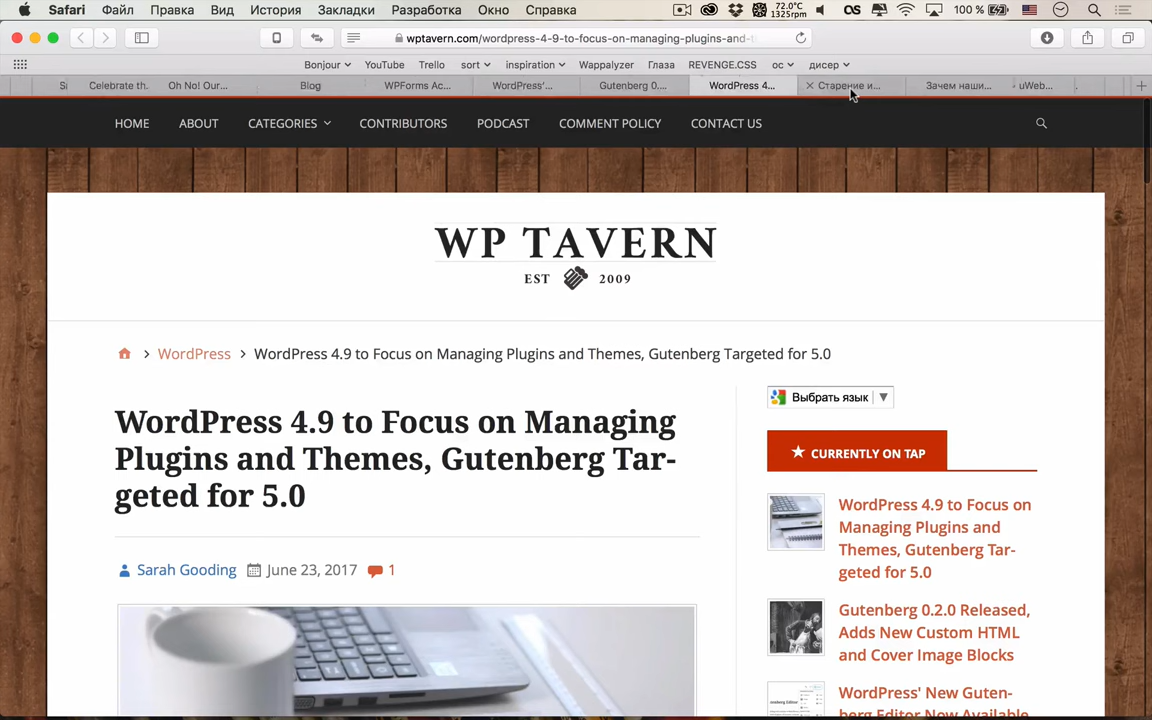 Safari Файл Правка Вид История Закладки Разработка Окно Справка 72.0°C 1325rpm 100 %
wptavern.com/wordpress-4-9-to-focus-on-managing-plugins-and-t
Bonjour YouTube Trello sort inspiration Wappalyzer Глаза REVENGE.CSS ос дисер
Si Celebrate th. Oh No! Our... Blog WPForms Ac... WordPress'... Gutenberg 0.... WordPress 4... Старение и... Зачем наши... uWeb...
HOME ABOUT CATEGORIES CONTRIBUTORS PODCAST COMMENT POLICY CONTACT US
WP TAVERN
EST 2009
WordPress WordPress 4.9 to Focus on Managing Plugins and Themes, Gutenberg Targeted for 5.0
WordPress 4.9 to Focus on Managing
Plugins and Themes, Gutenberg Tar-
geted for 5.0
Sarah Gooding June 23, 2017 1
Выбрать язык
CURRENTLY ON TAP
WordPress 4.9 to Focus on
Managing Plugins and
Themes, Gutenberg Tar-
geted for 5.0
Gutenberg 0.2.0 Released,
Adds New Custom HTML
and Cover Image Blocks
WordPress' New Guten-
berg Editor Now Available